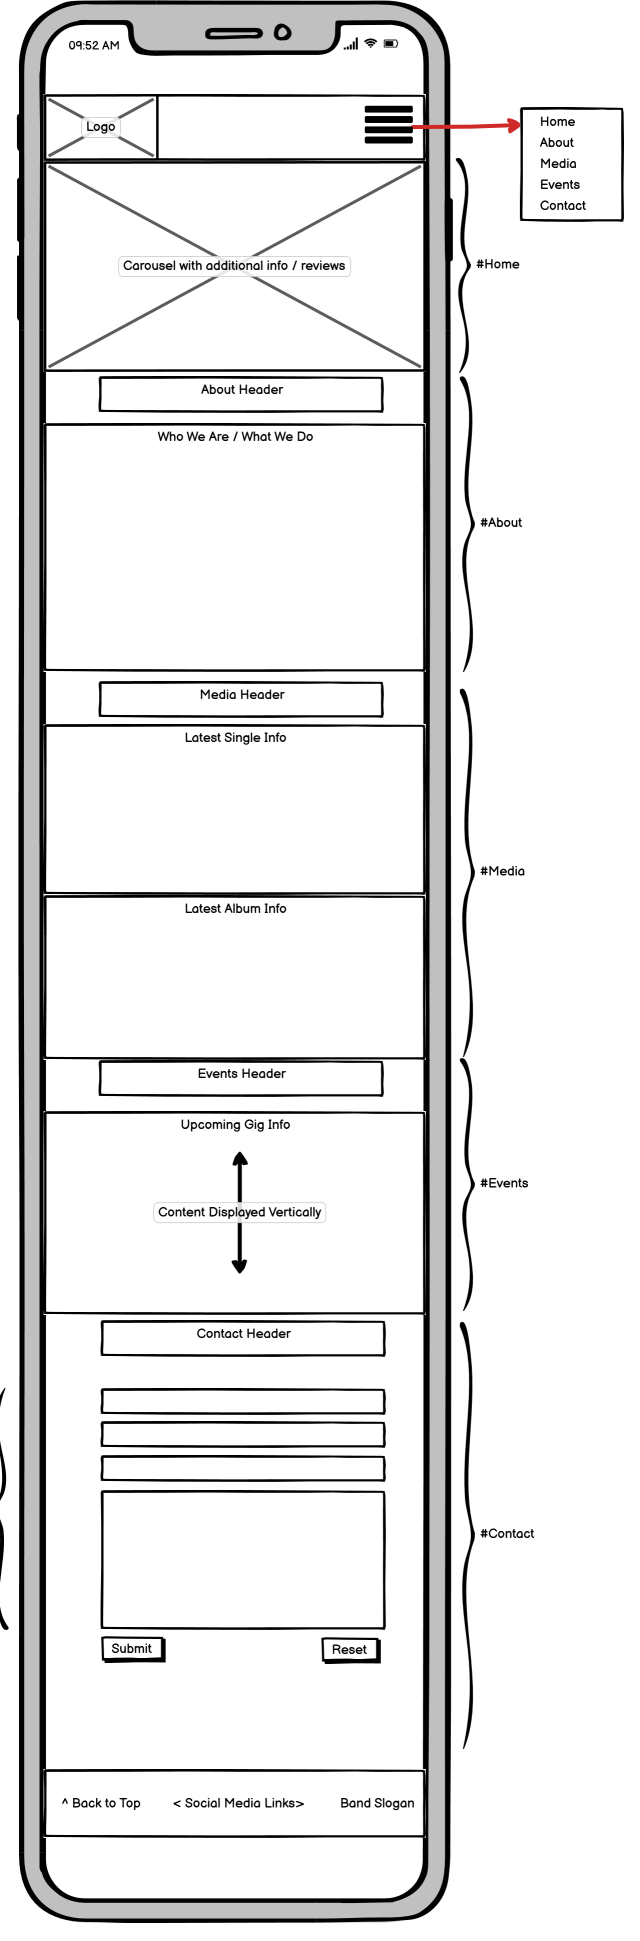 09:52 AM
Logo
Home
About
Media
Events
Contact
Carousel with additional info / reviews
#Home
About Header
Who We Are / What We Do
#About
Media Header
Latest Single Info
#Media
Latest Album Info
Events Header
Upcoming Gig Info
#Events
Content Displayed Vertically
Contact Header
#Contact
Submit
Reset
^ Back to Top
< Social Media Links>
Band Slogan